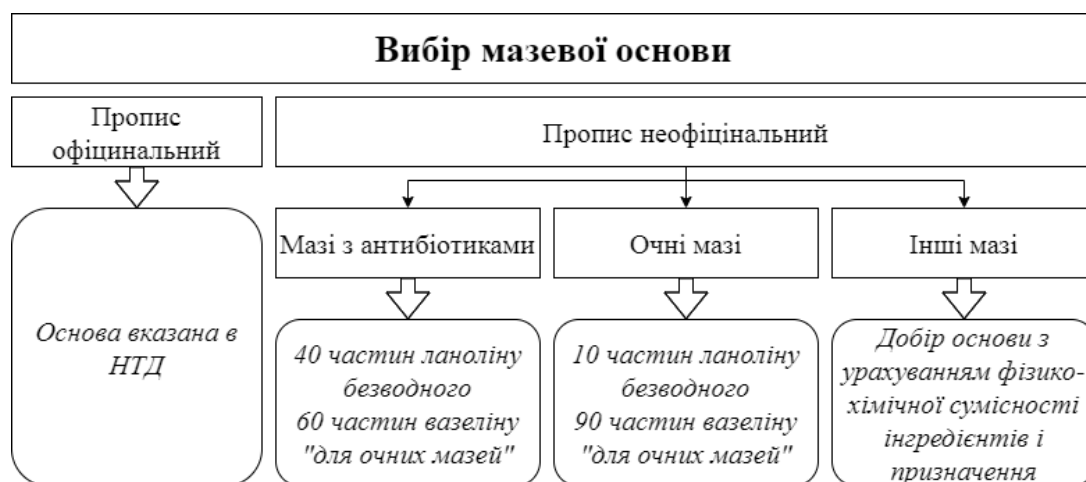 Вибір мазевої основи
Пропис
офіцинальний
Пропис неофіцінальний
Мазі з антибіотиками
Очні мазі
Інші мазі
Основа вказана в
НТД
40 частин ланоліну
безводного
60 частин вазеліну
"для очних мазей"
10 частин ланоліну
безводного
90 частин вазеліну
"для очних мазей"
Добір основи з
урахуванням фізико-
хімічної сумісності
інгредієнтів і
призначення